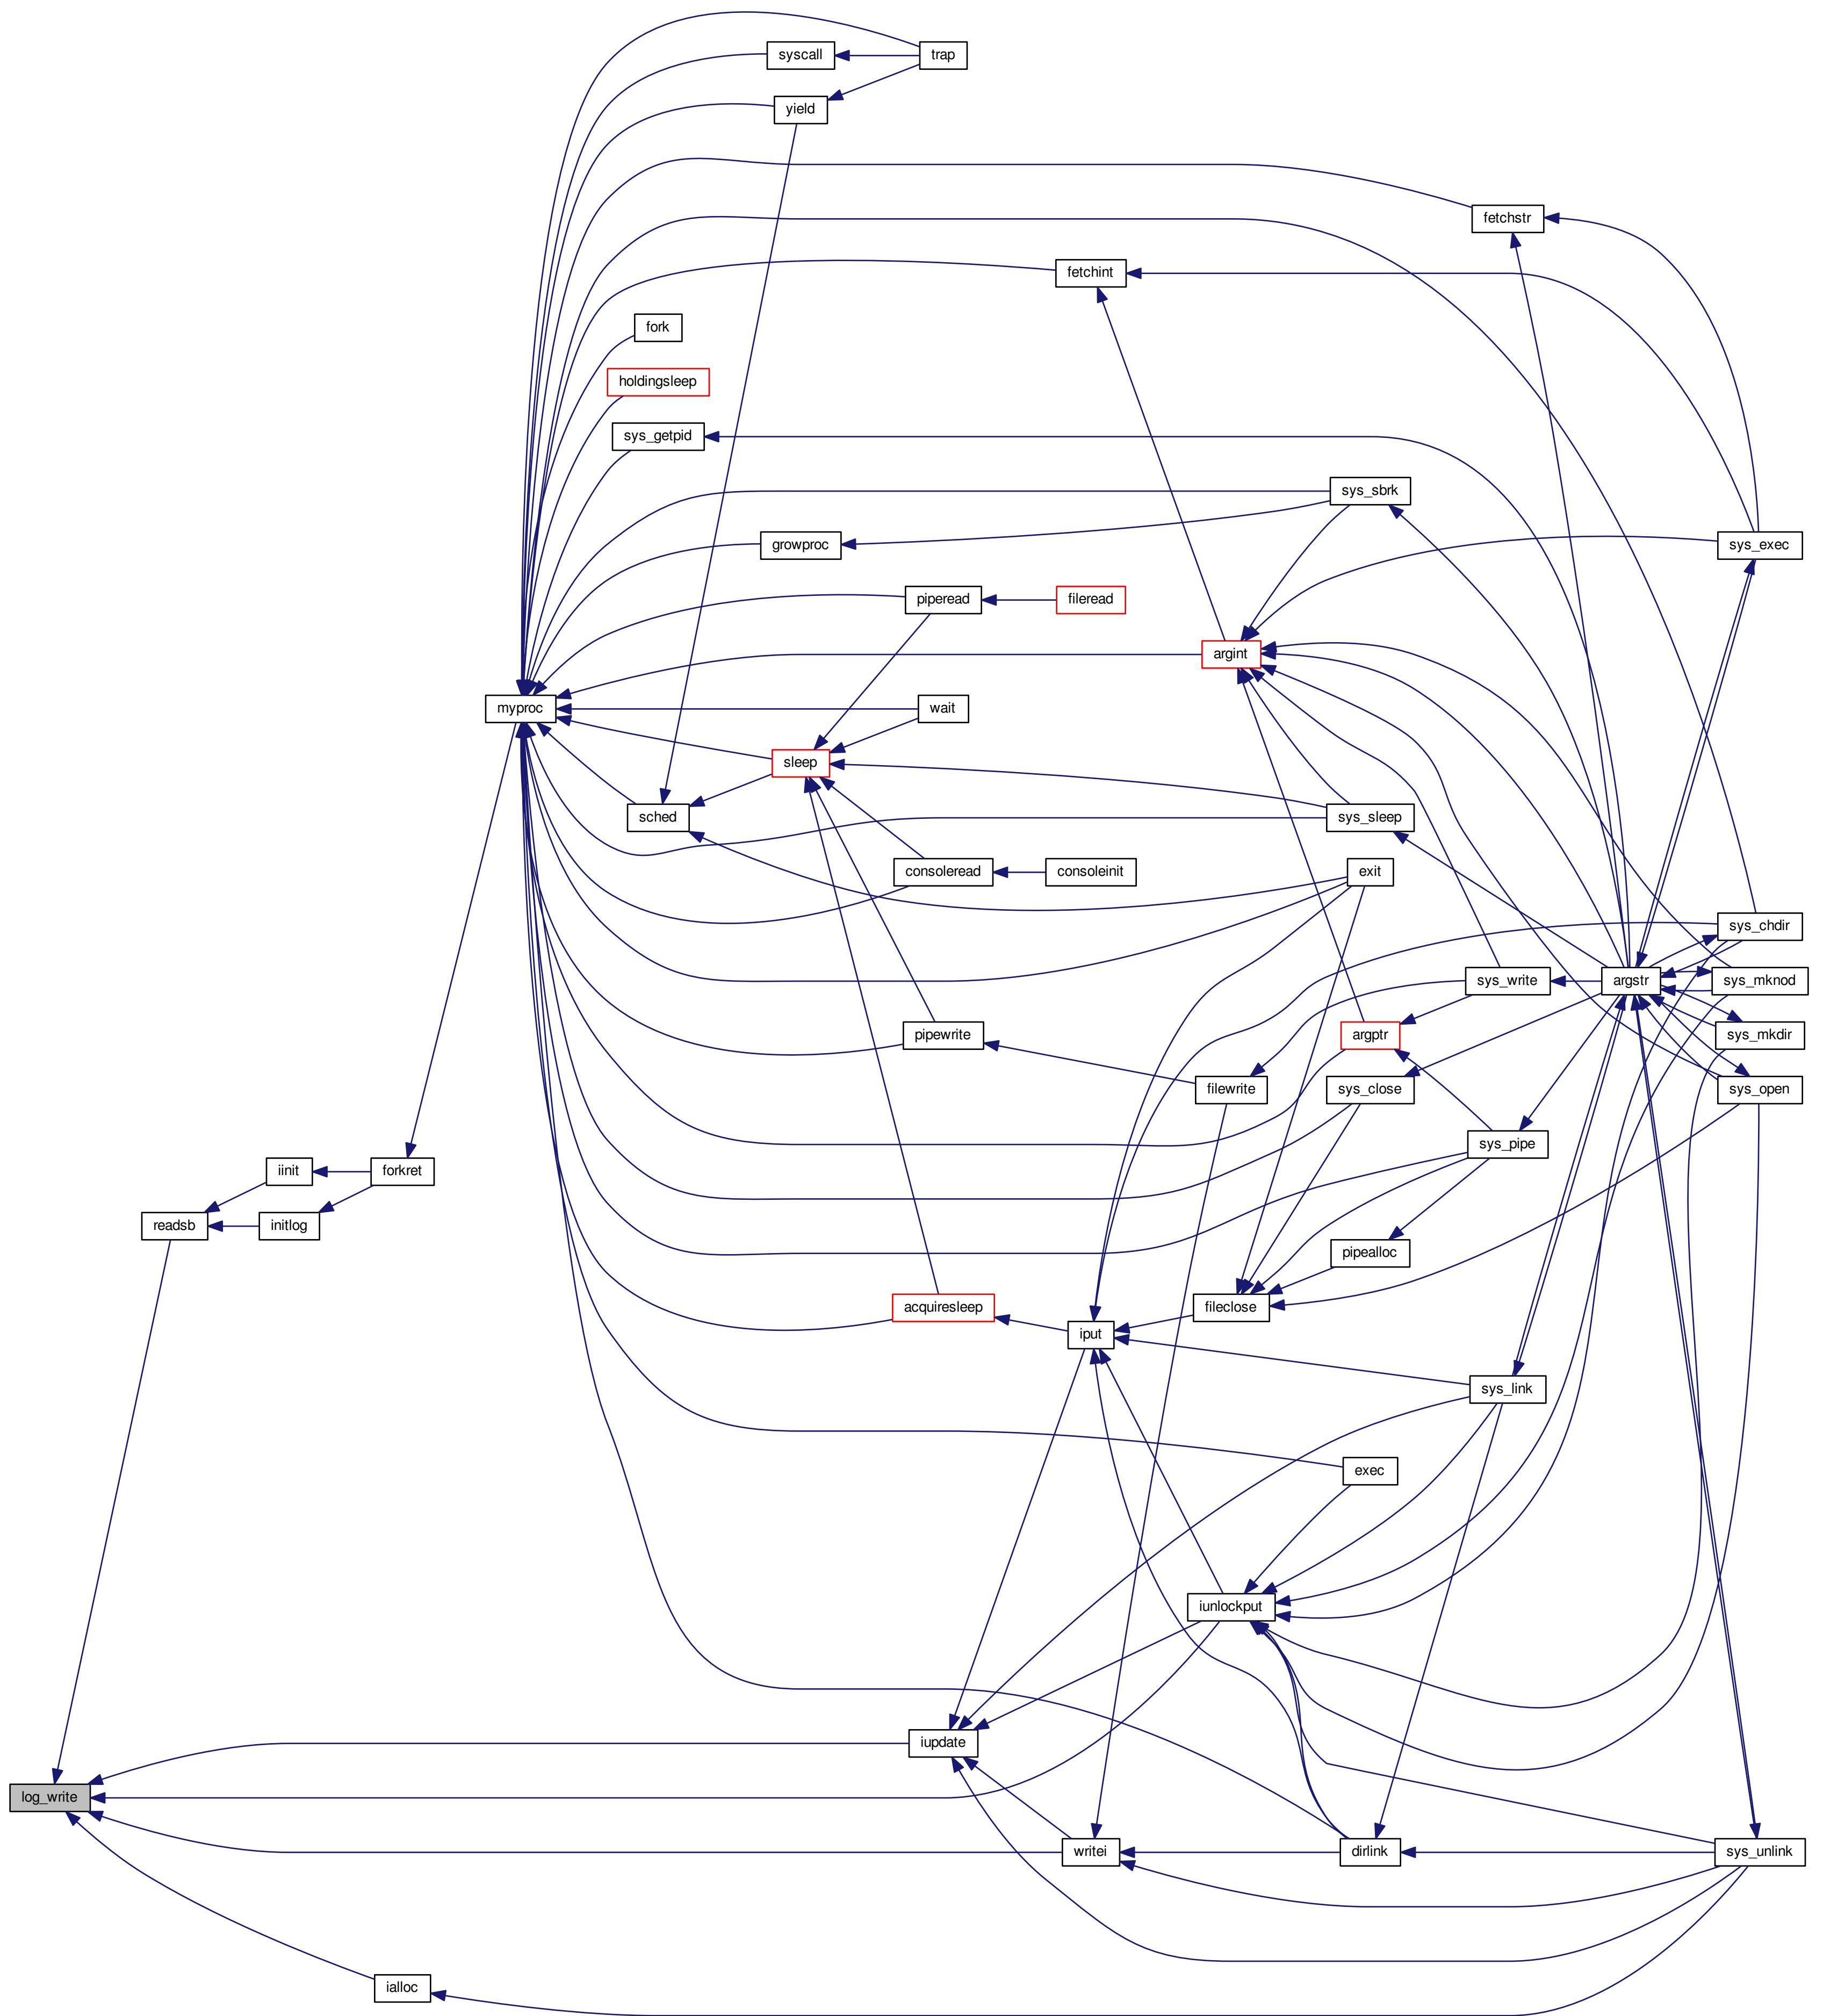 syscall
trap
yield
fetchstr
fetchint
fork
holdingsleep
sys_getpid
sys_sbrk
growproc
sys_exec
piperead
fileread
argint
myproc
wait
sleep
sched
sys_sleep
consoleread
consoleinit
exit
sys_chdir
sys_write
argstr
sys_mknod
pipewrite
argptr
sys_mkdir
filewrite
sys_close
sys_open
sys_pipe
iinit
forkret
readsb
initlog
pipealloc
acquiresleep
fileclose
iput
sys_link
exec
iunlockput
iupdate
log_write
writei
dirlink
sys_unlink
ialloc